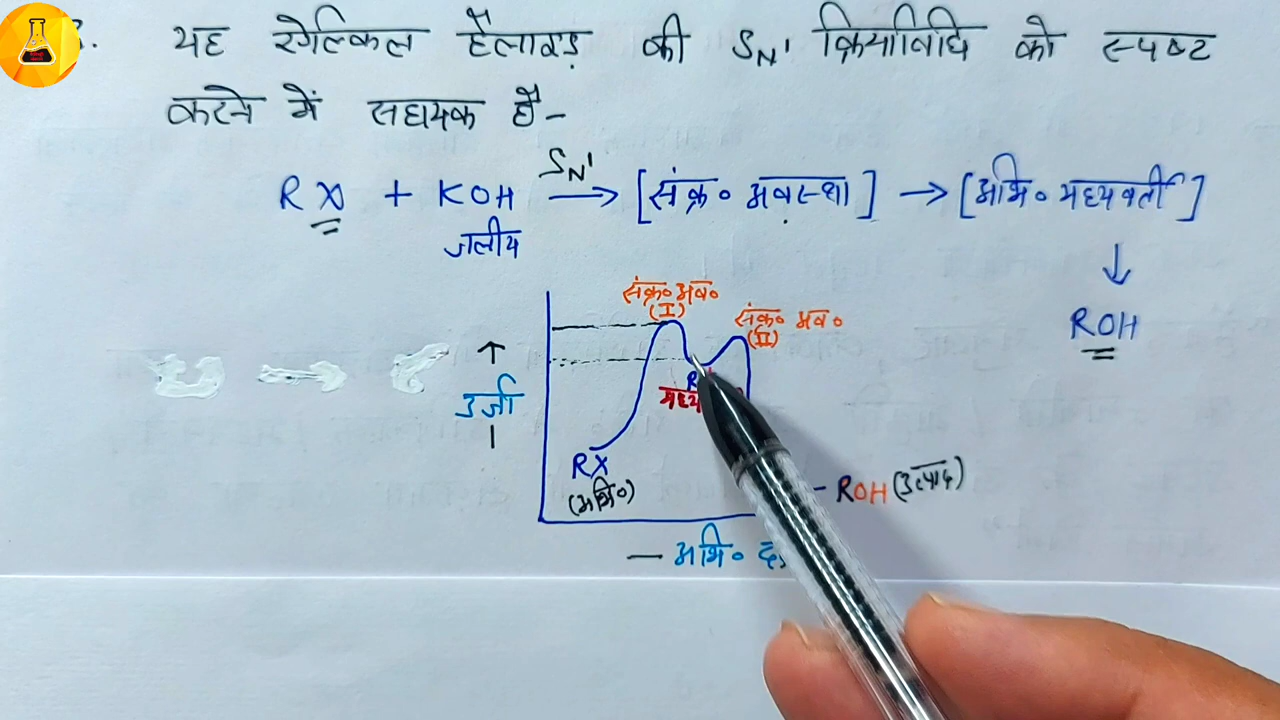 यह ऐल्किल हैलाइड की SN¹ क्रियाविधि को स्पष्ट
करने में सहायक है-
RX + KOH SN¹ → [संक्र० अवस्था] → [अभि० मध्यवर्ती]
जलीय
↓
ROH
संक्र० अव० (I)
संक्र० अव० (II)
↑
उर्जा
R
RX
(अभि०)
- ROH (उत्पाद)
— अभि०